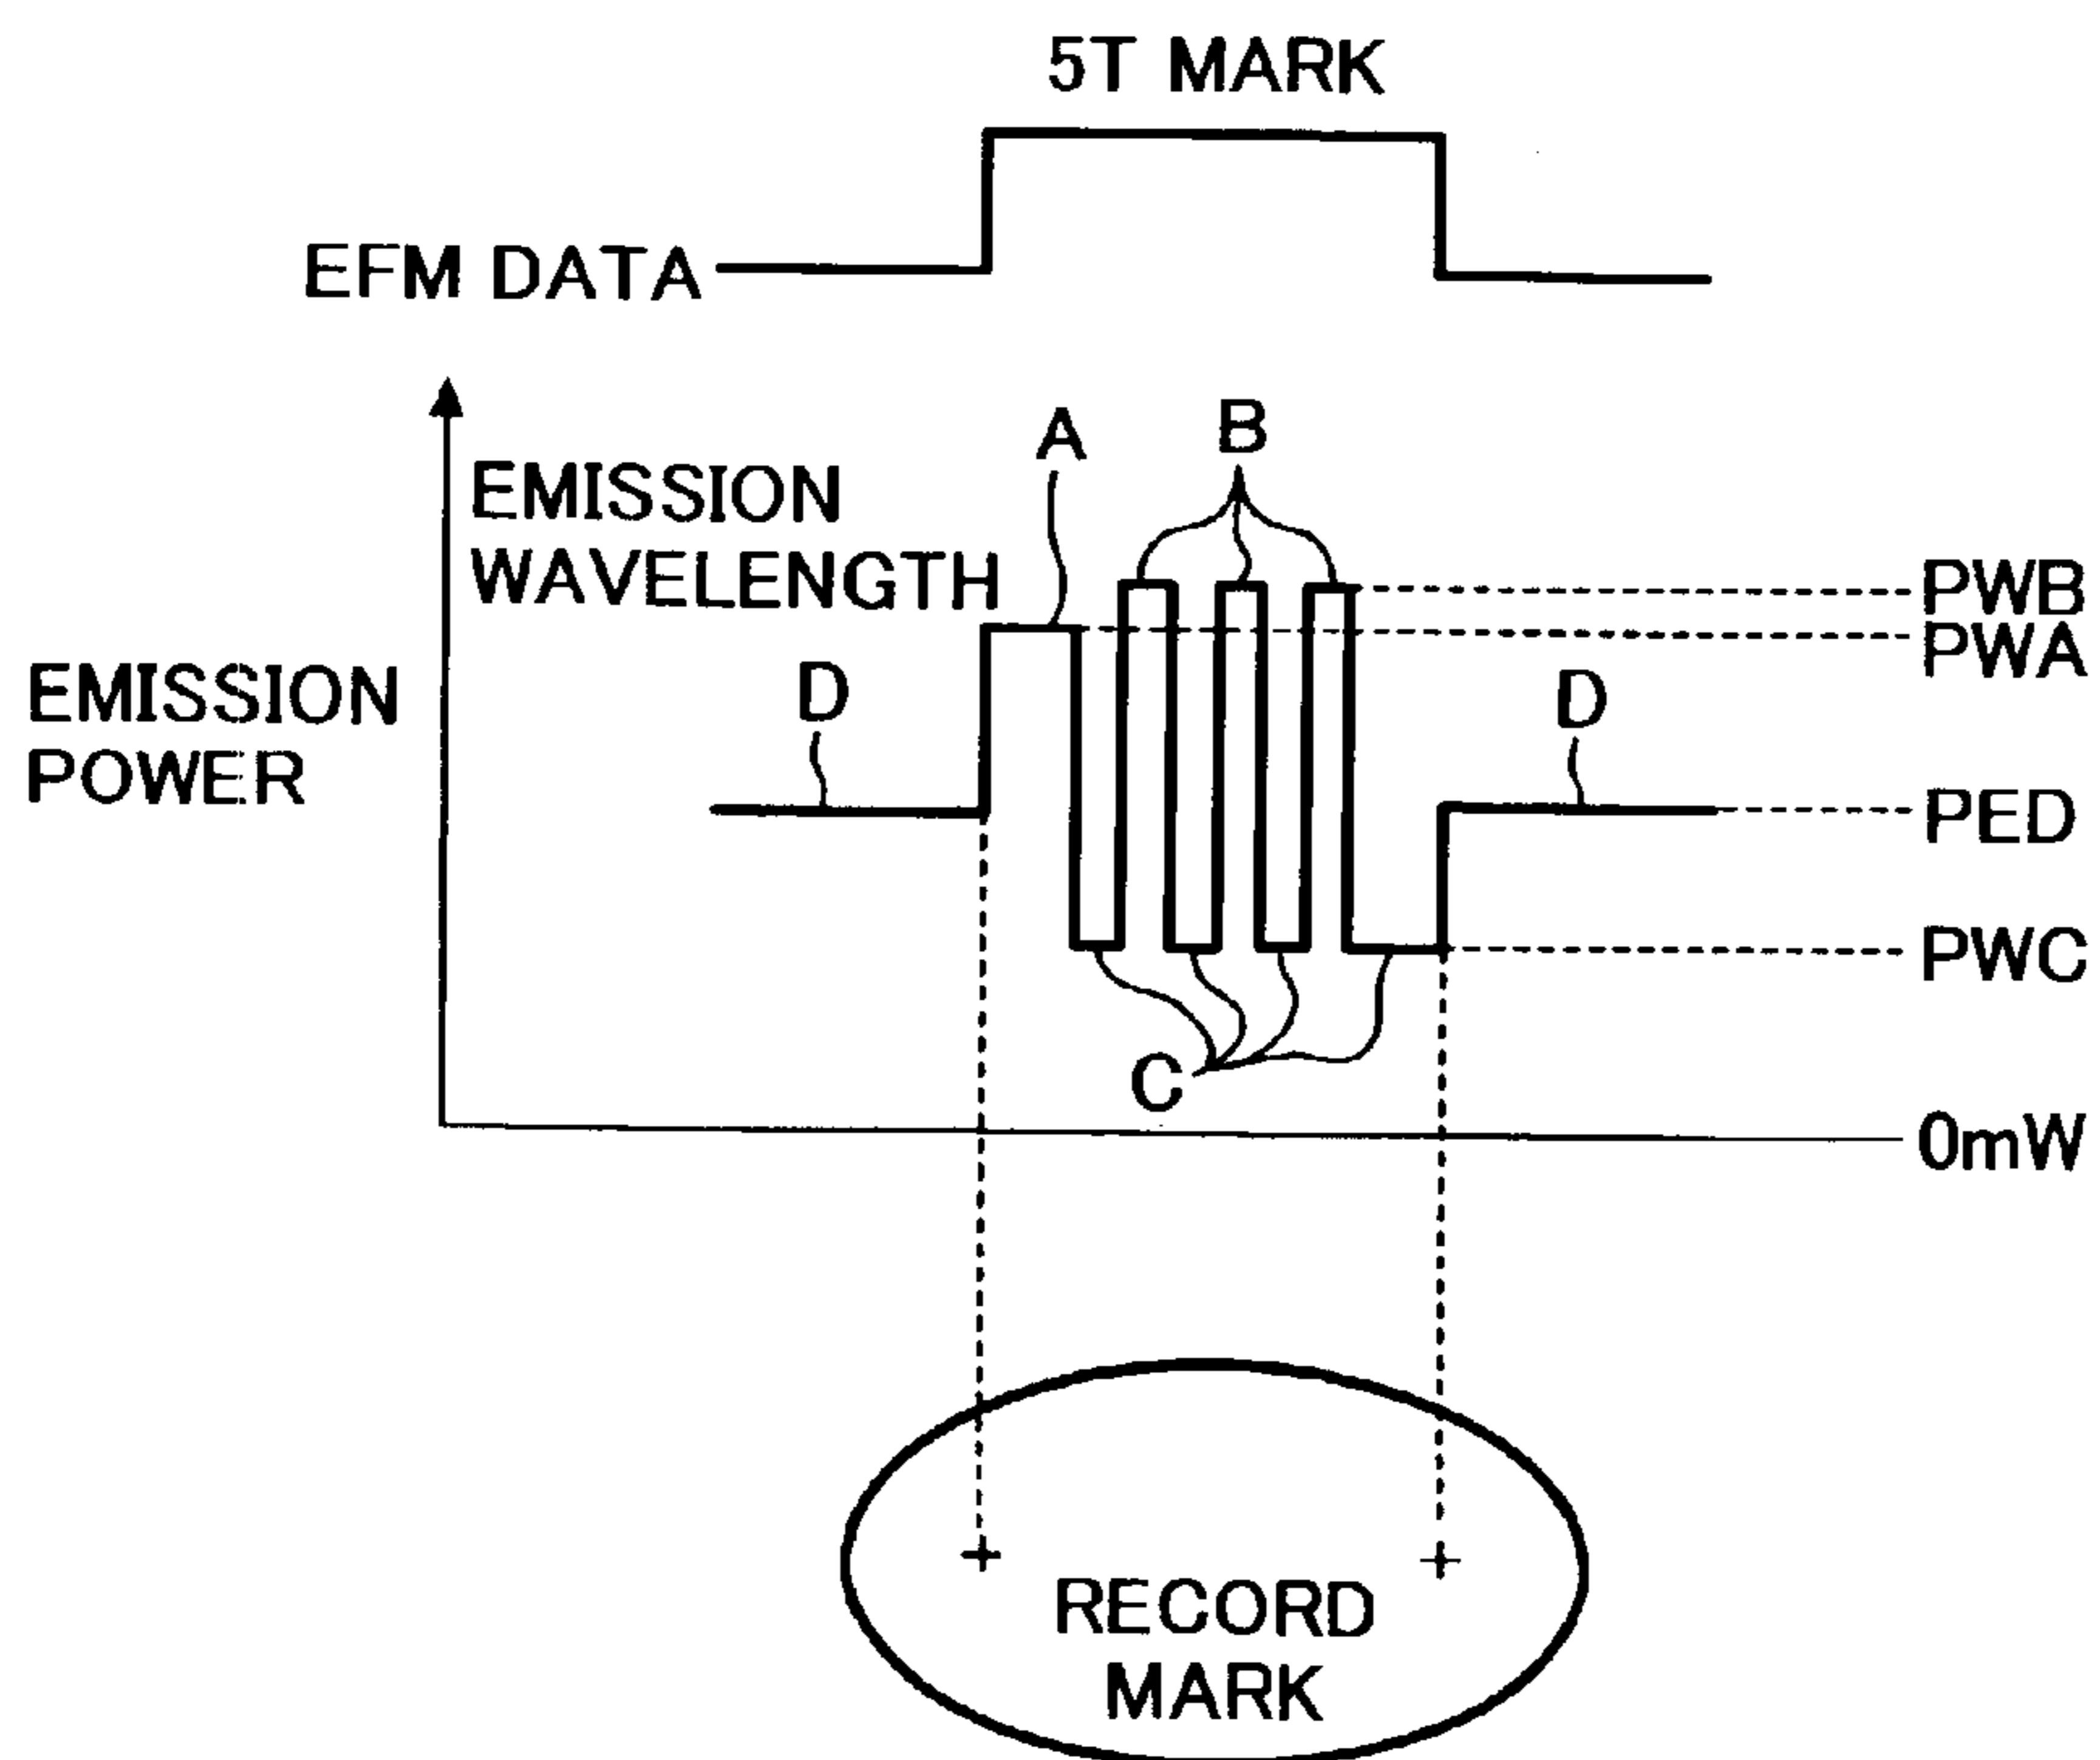 5T MARK
EFM DATA
A
B
EMISSION
WAVELENGTH
PWB
PWA
EMISSION
POWER
D
D
PED
PWC
C
0mW
RECORD
MARK